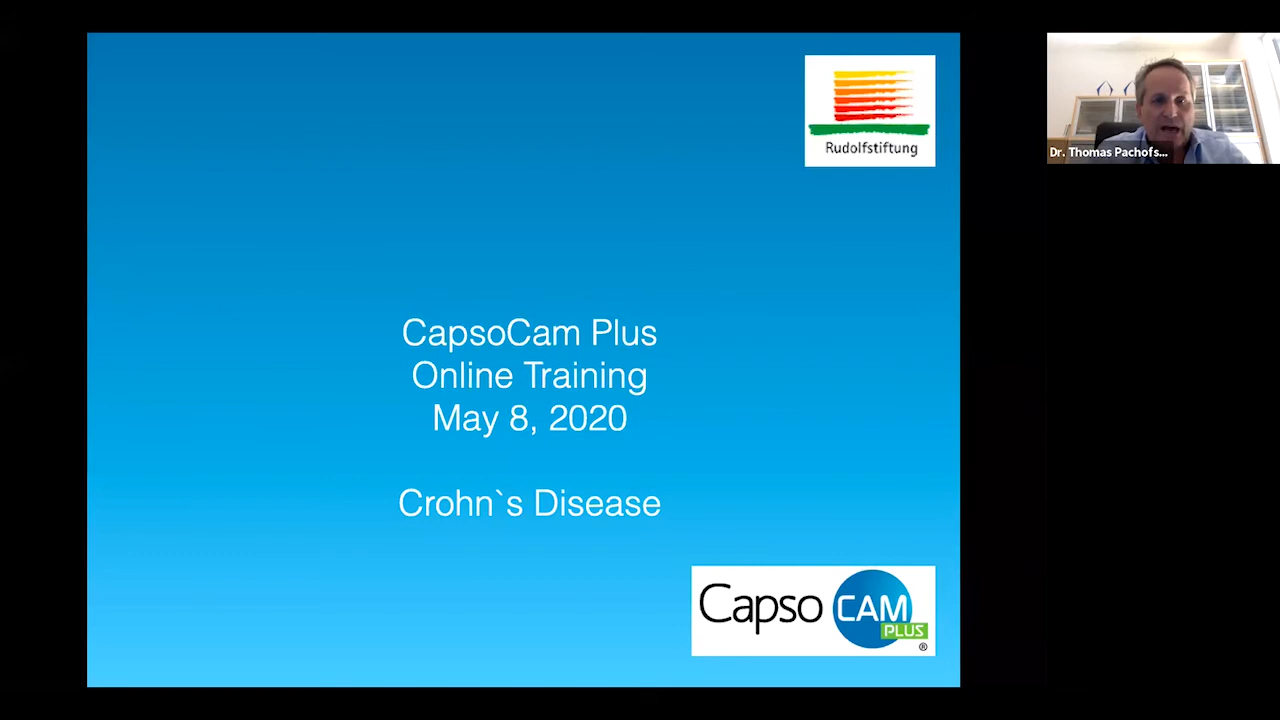 Rudolfstiftung
Dr. Thomas Pachofs...
CapsoCam Plus
Online Training
May 8, 2020
Crohn`s Disease
Capso CAM
PLUS
®